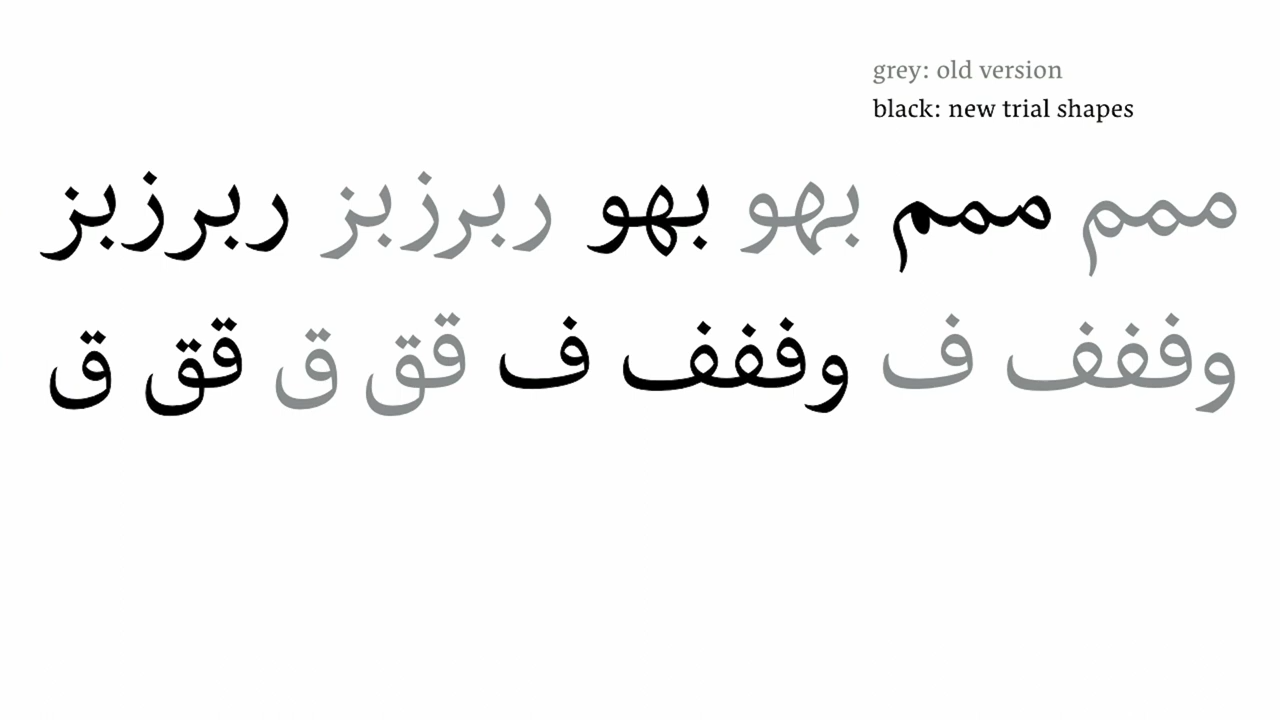 grey: old version
black: new trial shapes
ممم ممم بهو بهو ربرزبز ربرزبز
وففف ف وففف ف قق ق قق ق